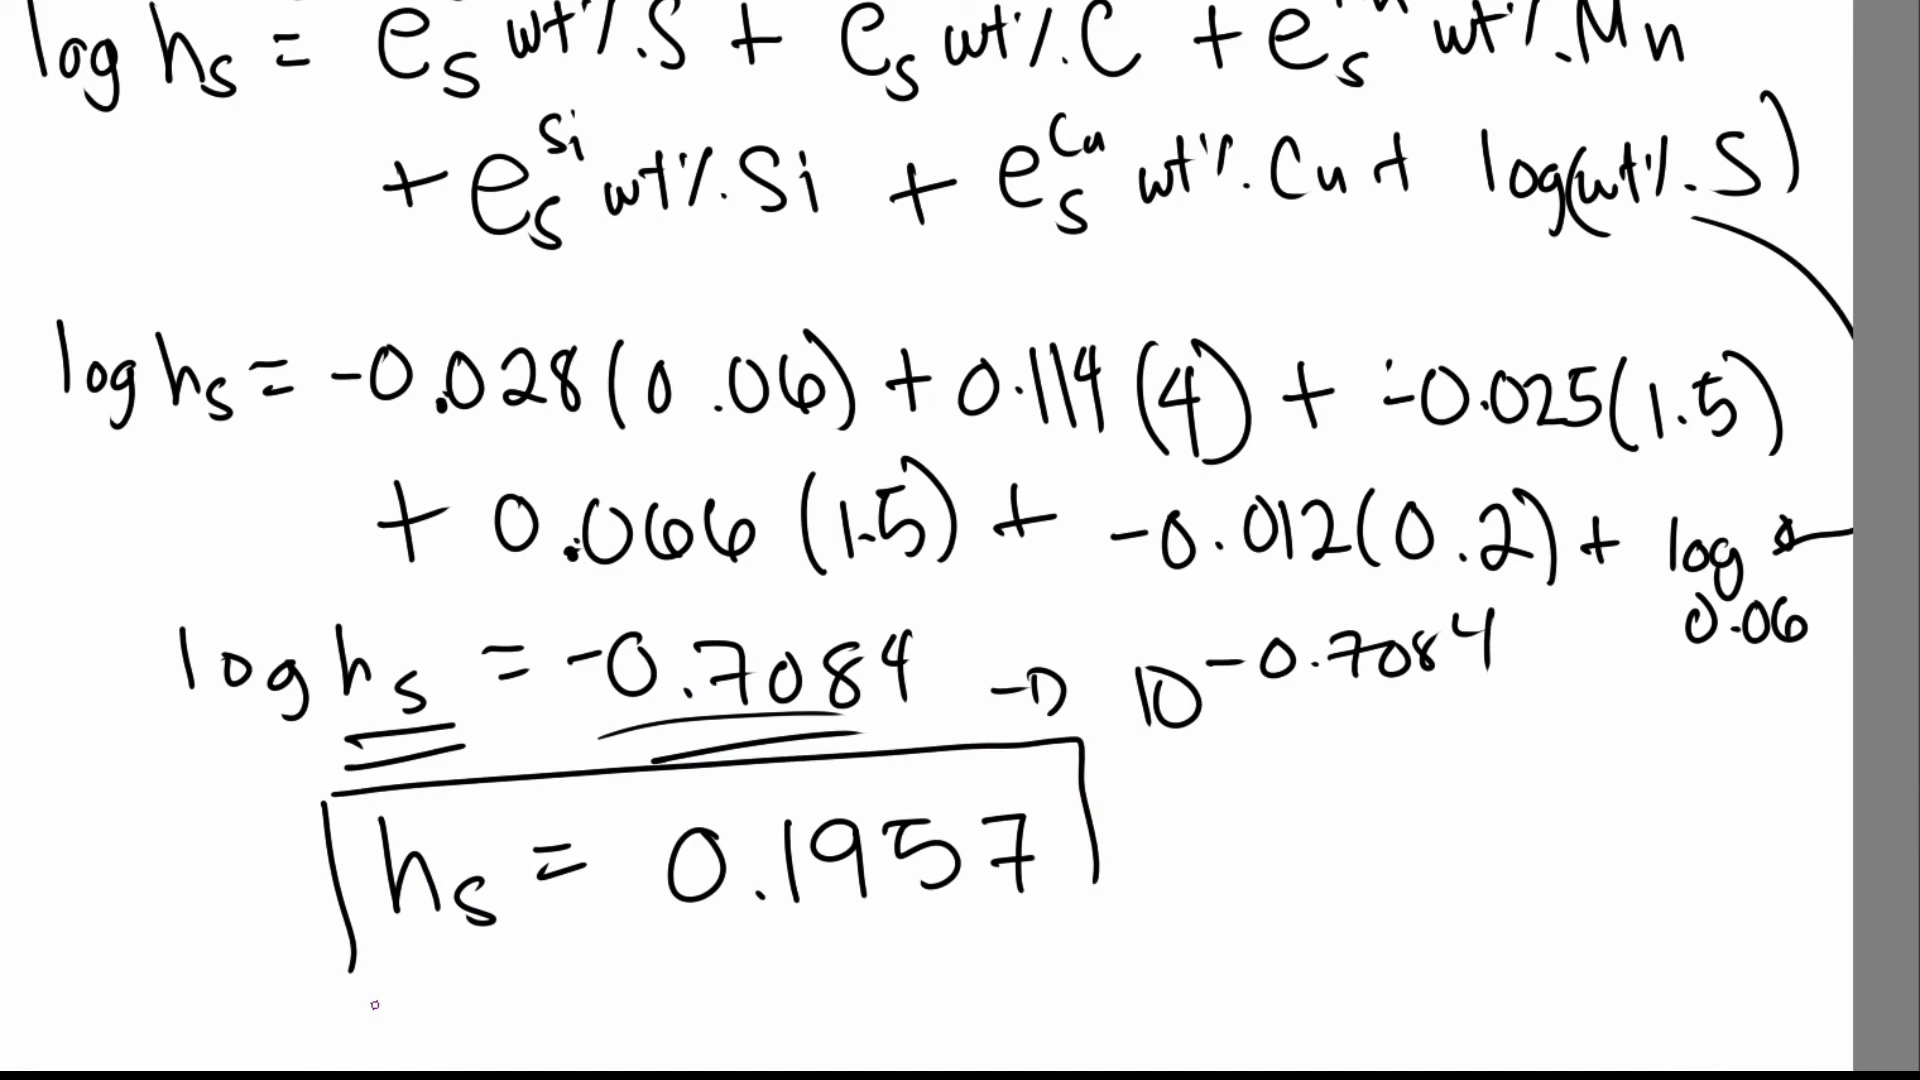 log hs = es wt%.S + es wt%.C + es wt%.Mn
+ es^Si wt%.Si + es^Cu wt%.Cu + log(wt%.S)
log hs = -0.028(0.06) + 0.114(4) + -0.025(1.5)
+ 0.066(1.5) + -0.012(0.2) + log
0.06
log hs = -0.7084 → 10^-0.7084
hs = 0.1957